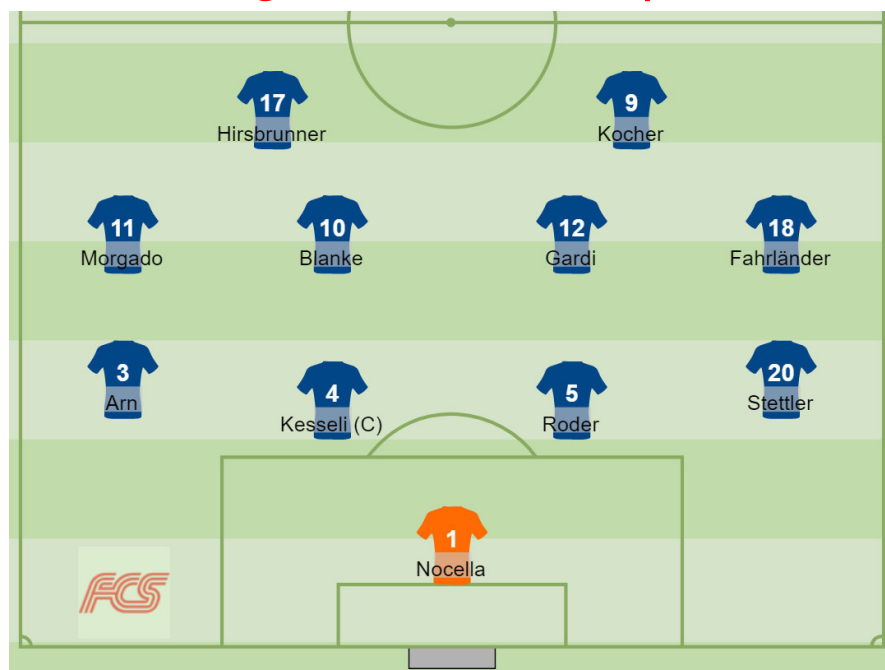 17 9
Hirsbrunner Kocher
11 10 12 18
Morgado Blanke Gardi Fahrländer
3 4 5 20
Arn Kesseli (C) Roder Stettler
1
Nocella
FCS